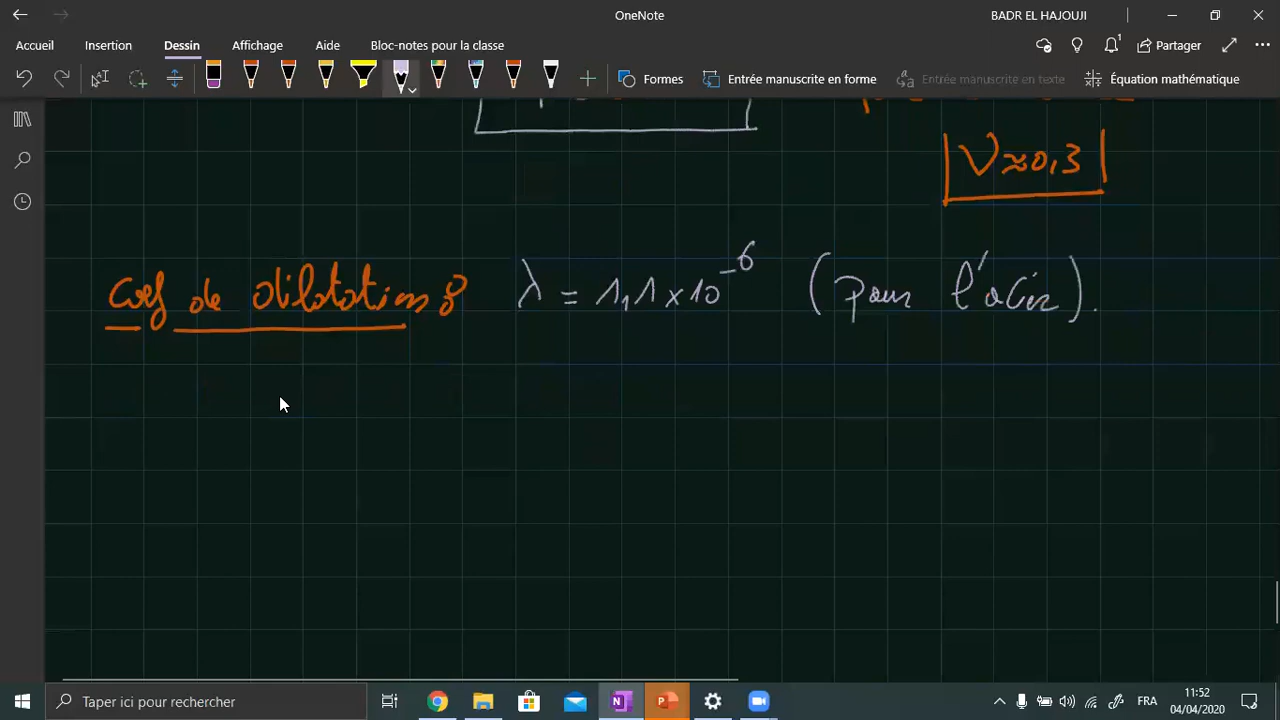 OneNote
BADR EL HAJOUJI
Accueil Insertion Dessin Affichage Aide Bloc-notes pour la classe Partager
Formes Entrée manuscrite en forme Entrée manuscrite en texte Équation mathématique
ν≈0,3
Coef de dilatation : λ = 1,1×10⁻⁶ (pour l'acier).
Taper ici pour rechercher
FRA
11:52
04/04/2020